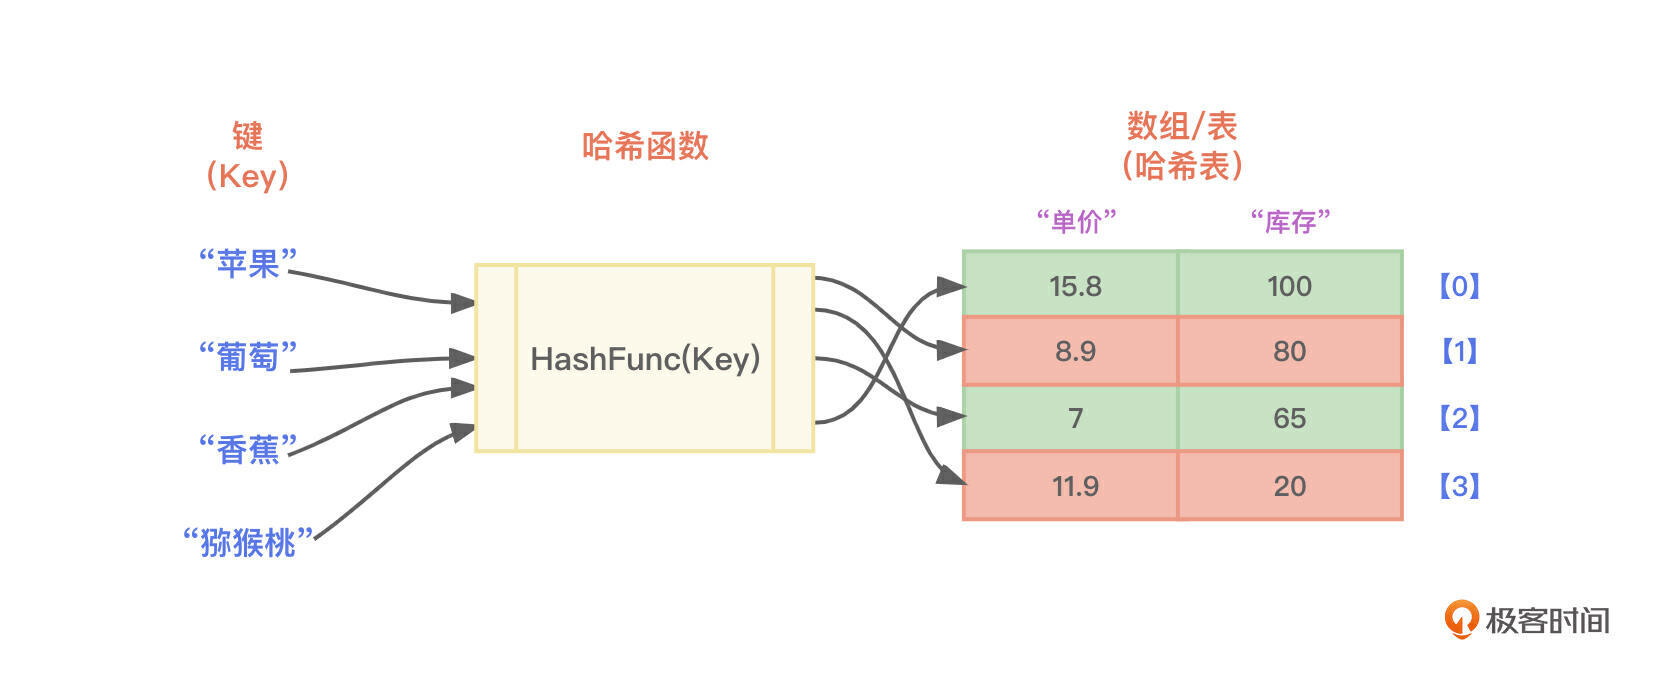 键
(Key)
哈希函数
数组/表
(哈希表)
“单价”
“库存”
“苹果”
“葡萄”
“香蕉”
“猕猴桃”
HashFunc(Key)
15.8 100 【0】
8.9 80 【1】
7 65 【2】
11.9 20 【3】
极客时间